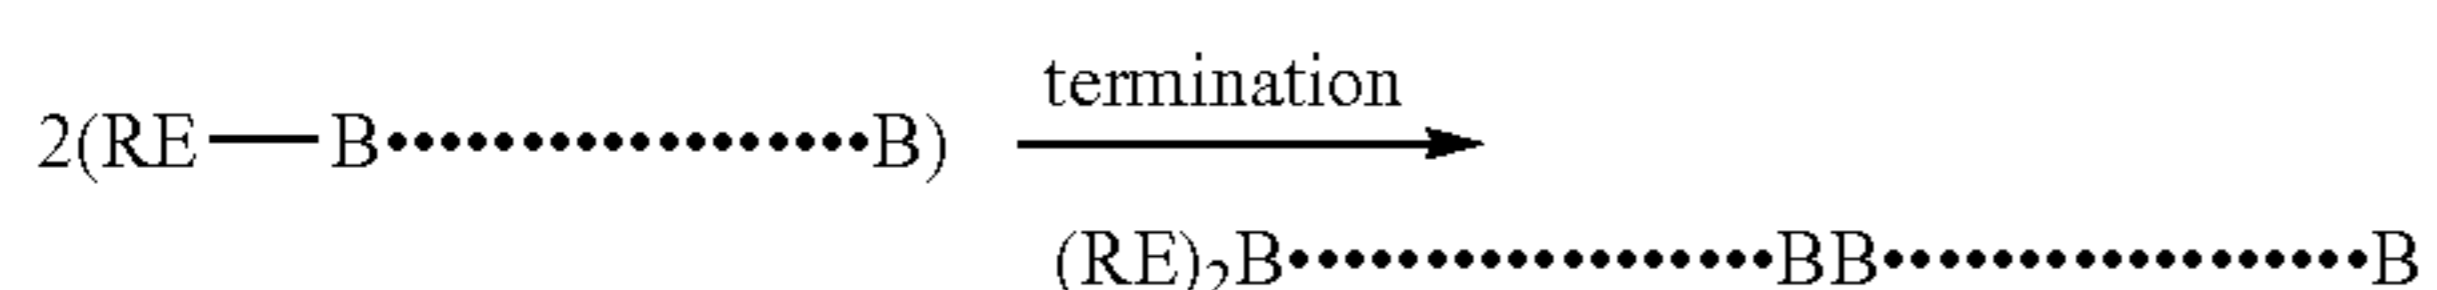 termination
2(RE—B•••••••••••••••••B)
(RE)₂B••••••••••••••••••BB••••••••••••••••••B